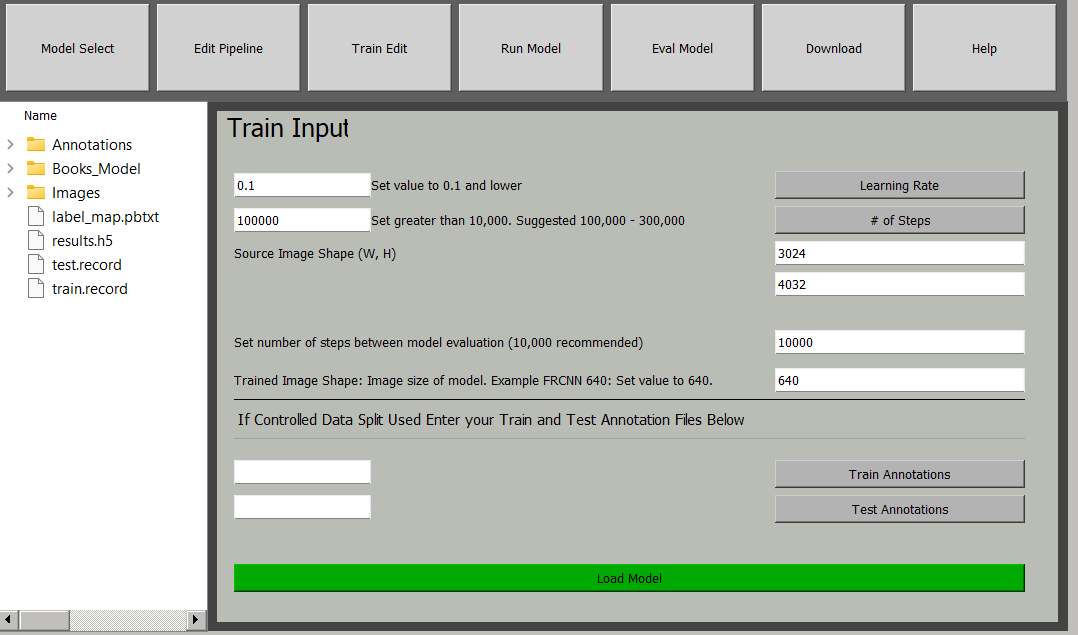 Model Select
Edit Pipeline
Train Edit
Run Model
Eval Model
Download
Help
Name
Annotations
Books_Model
Images
label_map.pbtxt
results.h5
test.record
train.record
Train Input
0.1 Set value to 0.1 and lower Learning Rate
100000 Set greater than 10,000. Suggested 100,000 - 300,000 # of Steps
Source Image Shape (W, H) 3024
4032
Set number of steps between model evaluation (10,000 recommended) 10000
Trained Image Shape: Image size of model. Example FRCNN 640: Set value to 640. 640
If Controlled Data Split Used Enter your Train and Test Annotation Files Below
Train Annotations
Test Annotations
Load Model